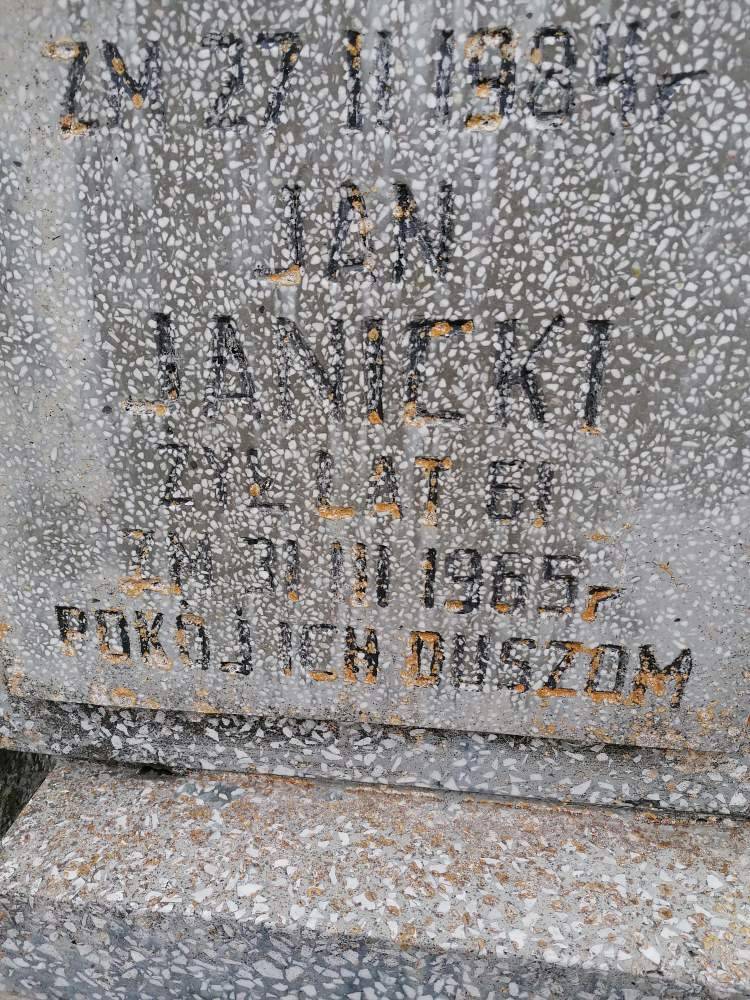 ZM 27 II 1984 r
JAN
JANICKI
ŻYŁ LAT 61
ZM 31 III 1965 r
POKÓJ ICH DUSZOM